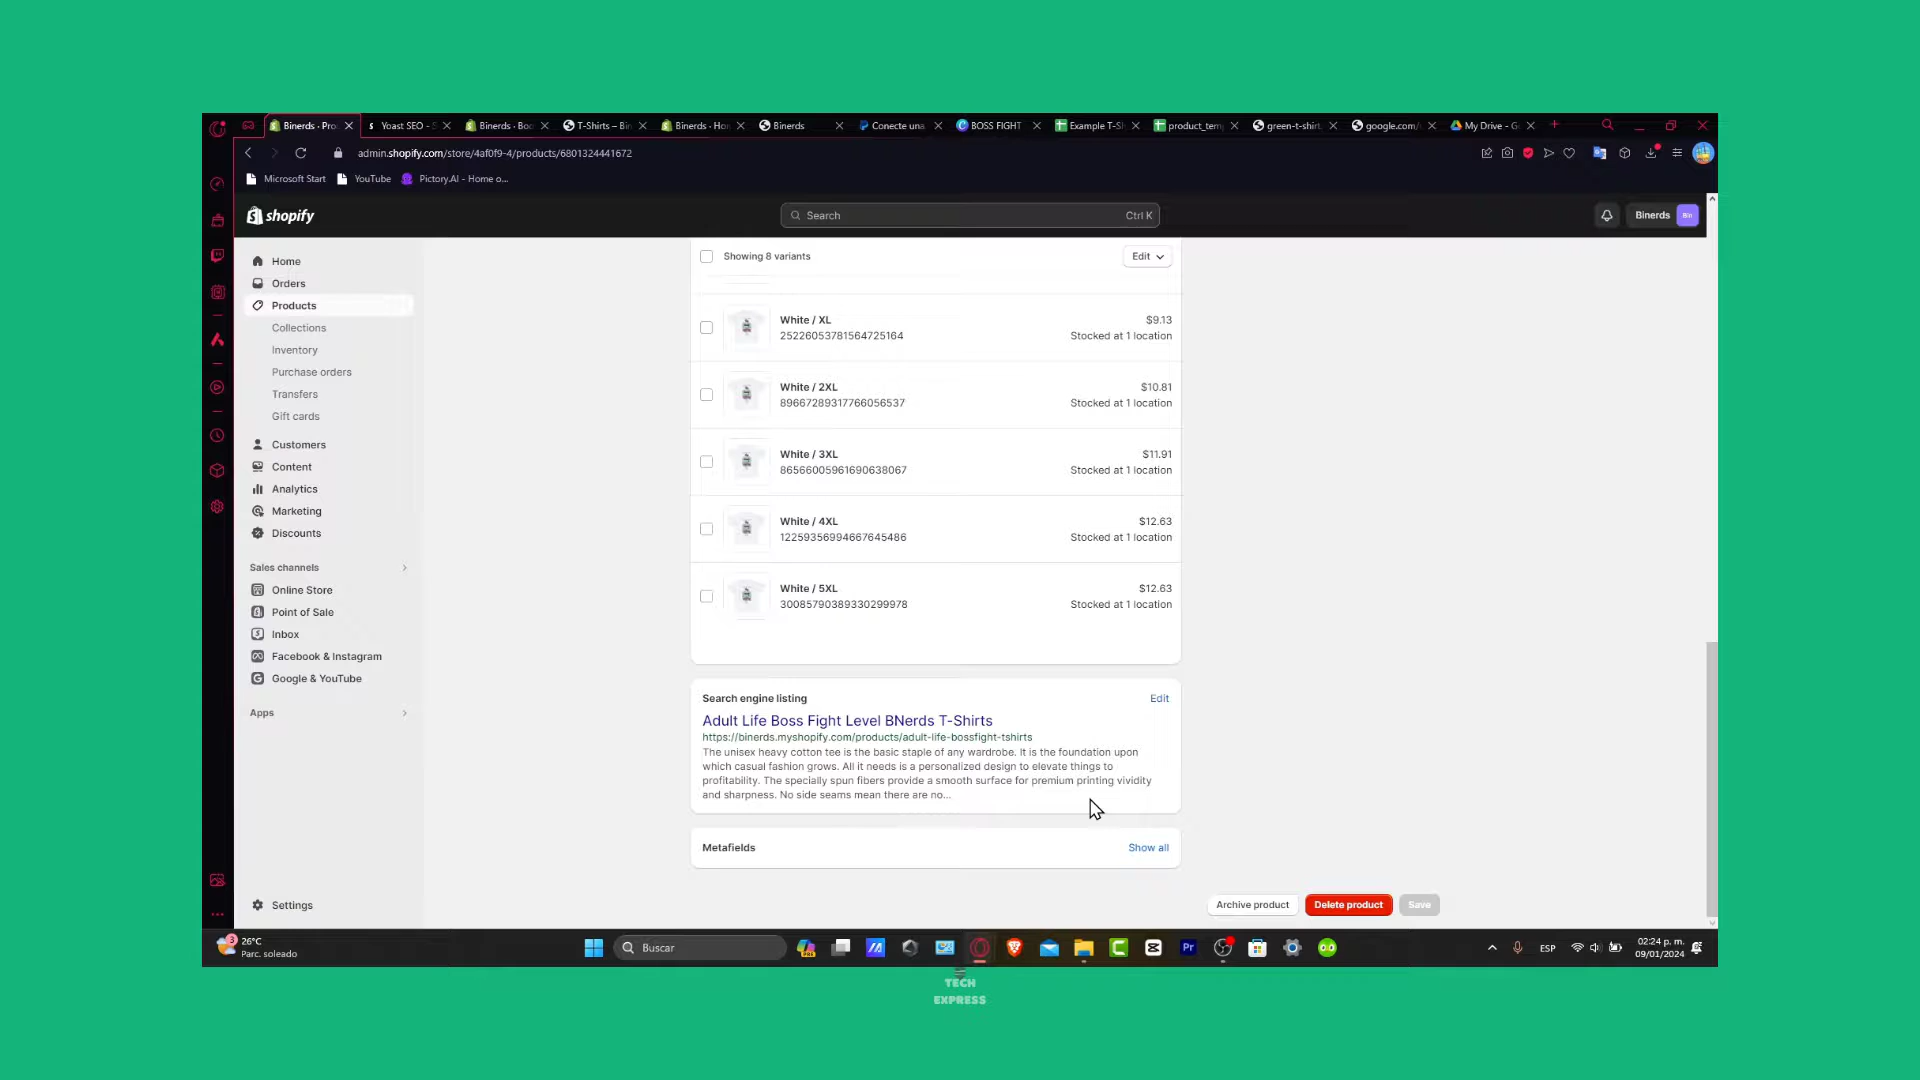 Binerds · Pro
Yoast SEO -
Binerds · Boo
T-Shirts – Bin
Binerds · Hor
Binerds
Conecte una
BOSS FIGHT
Example T-S
product_tem
green-t-shirt
google.com/
My Drive - G
admin.shopify.com/store/4af0f9-4/products/6801324441672
Microsoft Start
YouTube
Pictory.AI - Home o...
shopify
Search
Ctrl K
Binerds
Bin
Home
Orders
Products
Collections
Inventory
Purchase orders
Transfers
Gift cards
Customers
Content
Analytics
Marketing
Discounts
Sales channels
Online Store
Point of Sale
Inbox
Facebook & Instagram
Google & YouTube
Apps
Settings
Showing 8 variants
Edit
White / XL
$9.13
25226053781564725164
Stocked at 1 location
White / 2XL
$10.81
89667289317766056537
Stocked at 1 location
White / 3XL
$11.91
86566005961690638067
Stocked at 1 location
White / 4XL
$12.63
12259356994667645486
Stocked at 1 location
White / 5XL
$12.63
30085790389330299978
Stocked at 1 location
Search engine listing
Edit
Adult Life Boss Fight Level BNerds T-Shirts
https://binerds.myshopify.com/products/adult-life-bossfight-tshirts
The unisex heavy cotton tee is the basic staple of any wardrobe. It is the foundation upon
which casual fashion grows. All it needs is a personalized design to elevate things to
profitability. The specially spun fibers provide a smooth surface for premium printing vividity
and sharpness. No side seams mean there are no...
Metafields
Show all
Archive product
Delete product
Save
3
26°C
Parc. soleado
Buscar
PRE
Pr
ESP
02:24 p. m.
09/01/2024
TECH
EXPRESS